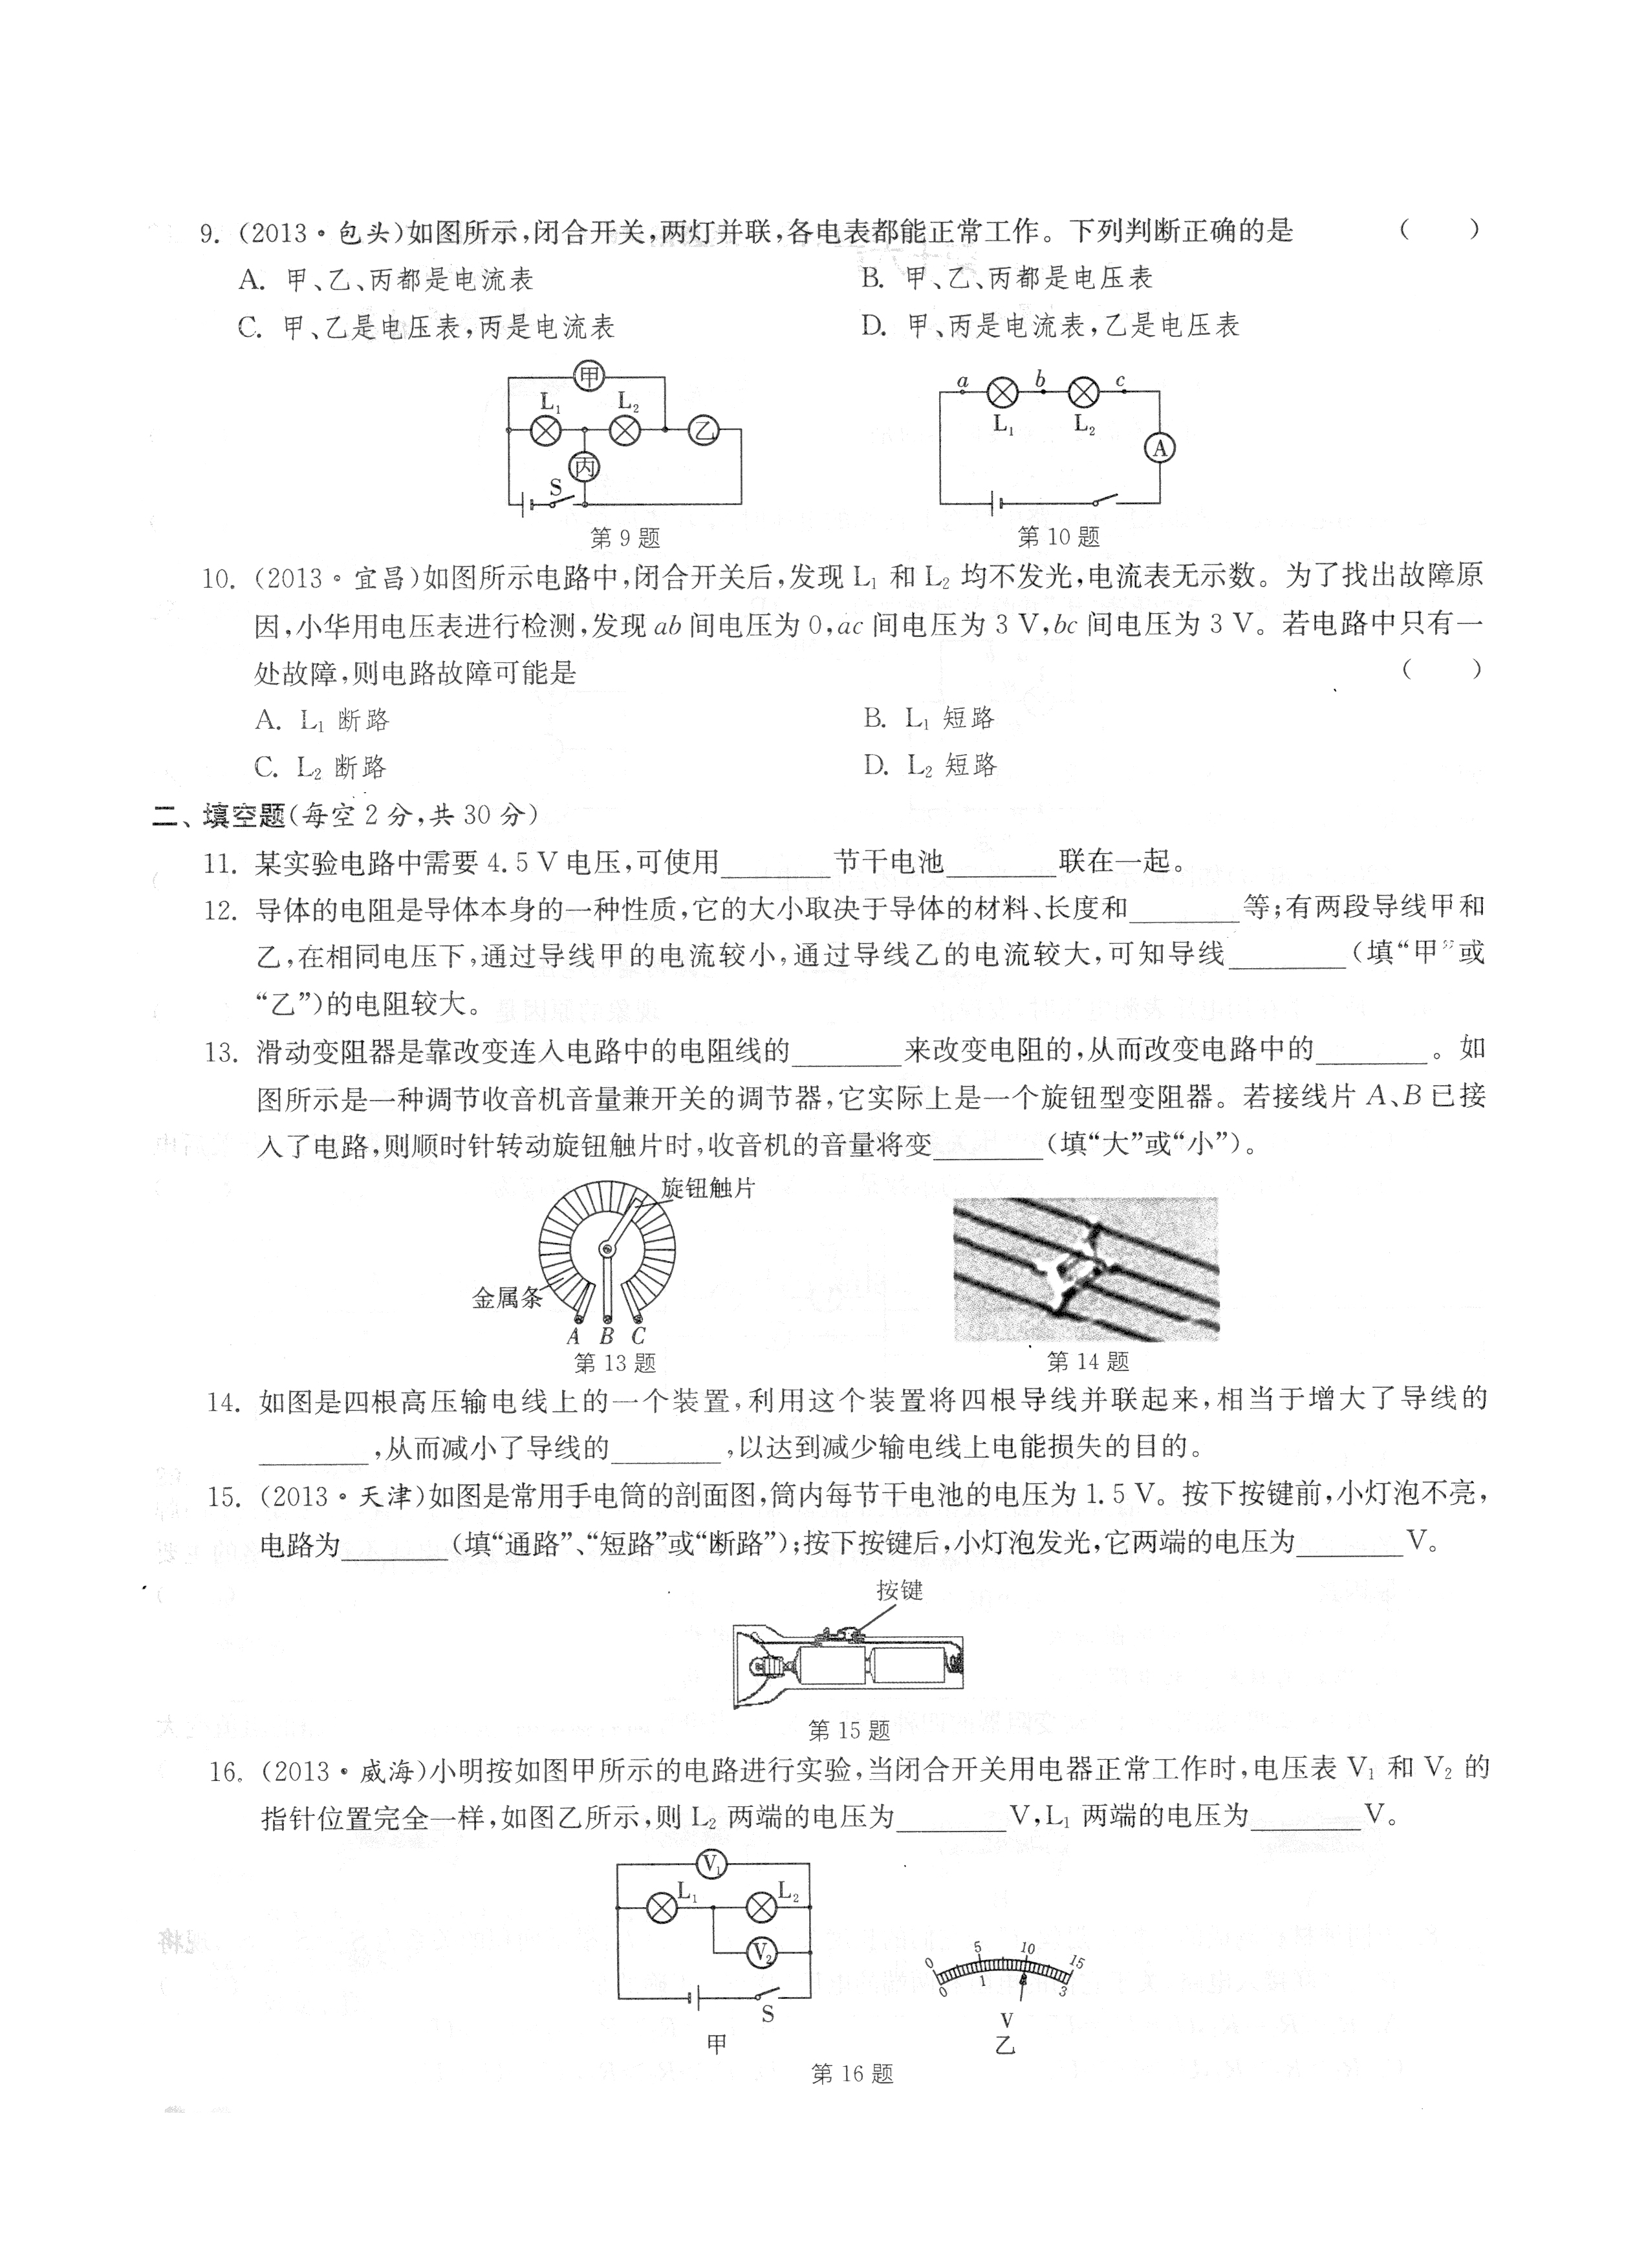 9. (2013·包头)如图所示,闭合开关,两灯并联,各电表都能正常工作。下列判断正确的是 (    )
A. 甲、乙、丙都是电流表 B. 甲、乙、丙都是电压表
C. 甲、乙是电压表,丙是电流表 D. 甲、丙是电流表,乙是电压表
甲
L₁ L₂
乙
丙
S
第 9 题
a b c
L₁ L₂
A
第 10 题
10. (2013·宜昌)如图所示电路中,闭合开关后,发现 L₁ 和 L₂ 均不发光,电流表无示数。为了找出故障原
因,小华用电压表进行检测,发现 ab 间电压为 0,ac 间电压为 3 V,bc 间电压为 3 V。若电路中只有一
处故障,则电路故障可能是 (    )
A. L₁ 断路 B. L₁ 短路
C. L₂ 断路 D. L₂ 短路
二、填空题(每空 2 分,共 30 分)
11. 某实验电路中需要 4.5 V 电压,可使用________节干电池________联在一起。
12. 导体的电阻是导体本身的一种性质,它的大小取决于导体的材料、长度和________等;有两段导线甲和
乙,在相同电压下,通过导线甲的电流较小,通过导线乙的电流较大,可知导线________(填“甲”或
“乙”)的电阻较大。
13. 滑动变阻器是靠改变连入电路中的电阻线的________来改变电阻的,从而改变电路中的________。如
图所示是一种调节收音机音量兼开关的调节器,它实际上是一个旋钮型变阻器。若接线片 A、B 已接
入了电路,则顺时针转动旋钮触片时,收音机的音量将变________(填“大”或“小”)。
旋钮触片
金属条
A B C
第 13 题
第 14 题
14. 如图是四根高压输电线上的一个装置,利用这个装置将四根导线并联起来,相当于增大了导线的
________,从而减小了导线的________,以达到减少输电线上电能损失的目的。
15. (2013·天津)如图是常用手电筒的剖面图,筒内每节干电池的电压为 1.5 V。按下按键前,小灯泡不亮,
电路为________(填“通路”、“短路”或“断路”);按下按键后,小灯泡发光,它两端的电压为________V。
按键
第 15 题
16. (2013·威海)小明按如图甲所示的电路进行实验,当闭合开关用电器正常工作时,电压表 V₁ 和 V₂ 的
指针位置完全一样,如图乙所示,则 L₂ 两端的电压为________V,L₁ 两端的电压为________V。
V₁
L₁ L₂
V₂
S
甲
0 5 10 15
0 1 3
V
乙
第 16 题